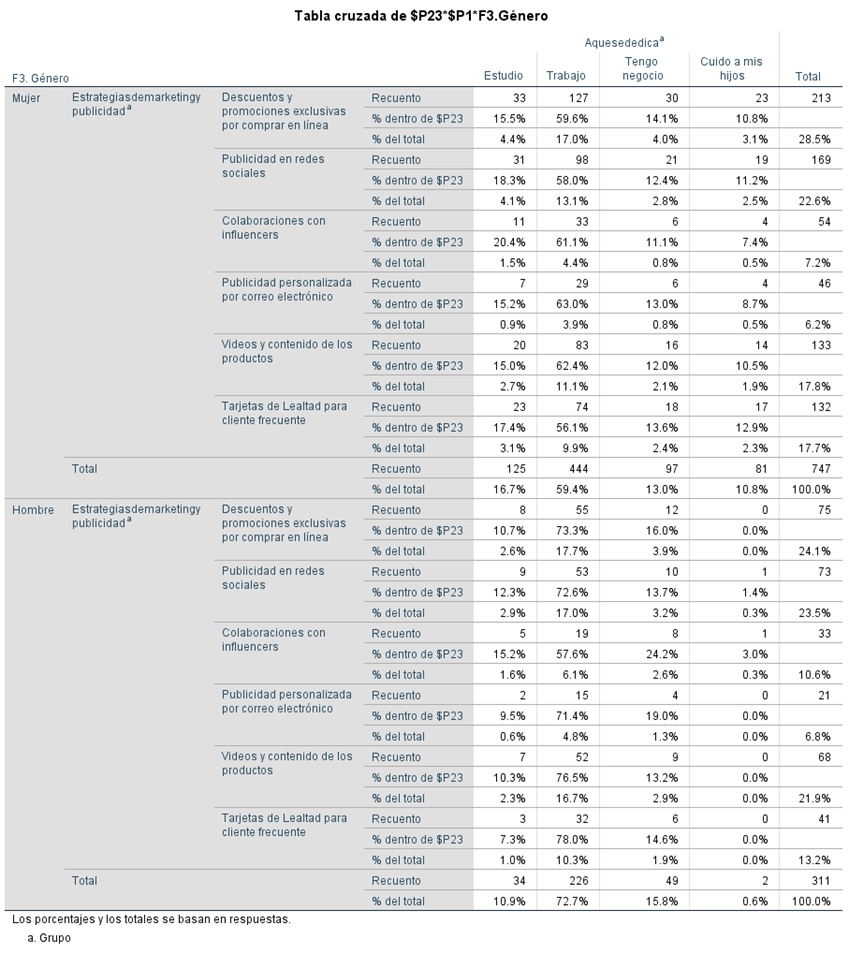 Tabla cruzada de $P23*$P1*F3.Género
Aquesededicaª
F3. Género Estudio Trabajo Tengo negocio Cuido a mis hijos Total
Mujer Estrategiasdemarketingy publicidadª Descuentos y promociones exclusivas por comprar en línea Recuento 33 127 30 23 213
% dentro de $P23 15.5% 59.6% 14.1% 10.8%
% del total 4.4% 17.0% 4.0% 3.1% 28.5%
Publicidad en redes sociales Recuento 31 98 21 19 169
% dentro de $P23 18.3% 58.0% 12.4% 11.2%
% del total 4.1% 13.1% 2.8% 2.5% 22.6%
Colaboraciones con influencers Recuento 11 33 6 4 54
% dentro de $P23 20.4% 61.1% 11.1% 7.4%
% del total 1.5% 4.4% 0.8% 0.5% 7.2%
Publicidad personalizada por correo electrónico Recuento 7 29 6 4 46
% dentro de $P23 15.2% 63.0% 13.0% 8.7%
% del total 0.9% 3.9% 0.8% 0.5% 6.2%
Videos y contenido de los productos Recuento 20 83 16 14 133
% dentro de $P23 15.0% 62.4% 12.0% 10.5%
% del total 2.7% 11.1% 2.1% 1.9% 17.8%
Tarjetas de Lealtad para cliente frecuente Recuento 23 74 18 17 132
% dentro de $P23 17.4% 56.1% 13.6% 12.9%
% del total 3.1% 9.9% 2.4% 2.3% 17.7%
Total Recuento 125 444 97 81 747
% del total 16.7% 59.4% 13.0% 10.8% 100.0%
Hombre Estrategiasdemarketingy publicidadª Descuentos y promociones exclusivas por comprar en línea Recuento 8 55 12 0 75
% dentro de $P23 10.7% 73.3% 16.0% 0.0%
% del total 2.6% 17.7% 3.9% 0.0% 24.1%
Publicidad en redes sociales Recuento 9 53 10 1 73
% dentro de $P23 12.3% 72.6% 13.7% 1.4%
% del total 2.9% 17.0% 3.2% 0.3% 23.5%
Colaboraciones con influencers Recuento 5 19 8 1 33
% dentro de $P23 15.2% 57.6% 24.2% 3.0%
% del total 1.6% 6.1% 2.6% 0.3% 10.6%
Publicidad personalizada por correo electrónico Recuento 2 15 4 0 21
% dentro de $P23 9.5% 71.4% 19.0% 0.0%
% del total 0.6% 4.8% 1.3% 0.0% 6.8%
Videos y contenido de los productos Recuento 7 52 9 0 68
% dentro de $P23 10.3% 76.5% 13.2% 0.0%
% del total 2.3% 16.7% 2.9% 0.0% 21.9%
Tarjetas de Lealtad para cliente frecuente Recuento 3 32 6 0 41
% dentro de $P23 7.3% 78.0% 14.6% 0.0%
% del total 1.0% 10.3% 1.9% 0.0% 13.2%
Total Recuento 34 226 49 2 311
% del total 10.9% 72.7% 15.8% 0.6% 100.0%
Los porcentajes y los totales se basan en respuestas.
a. Grupo